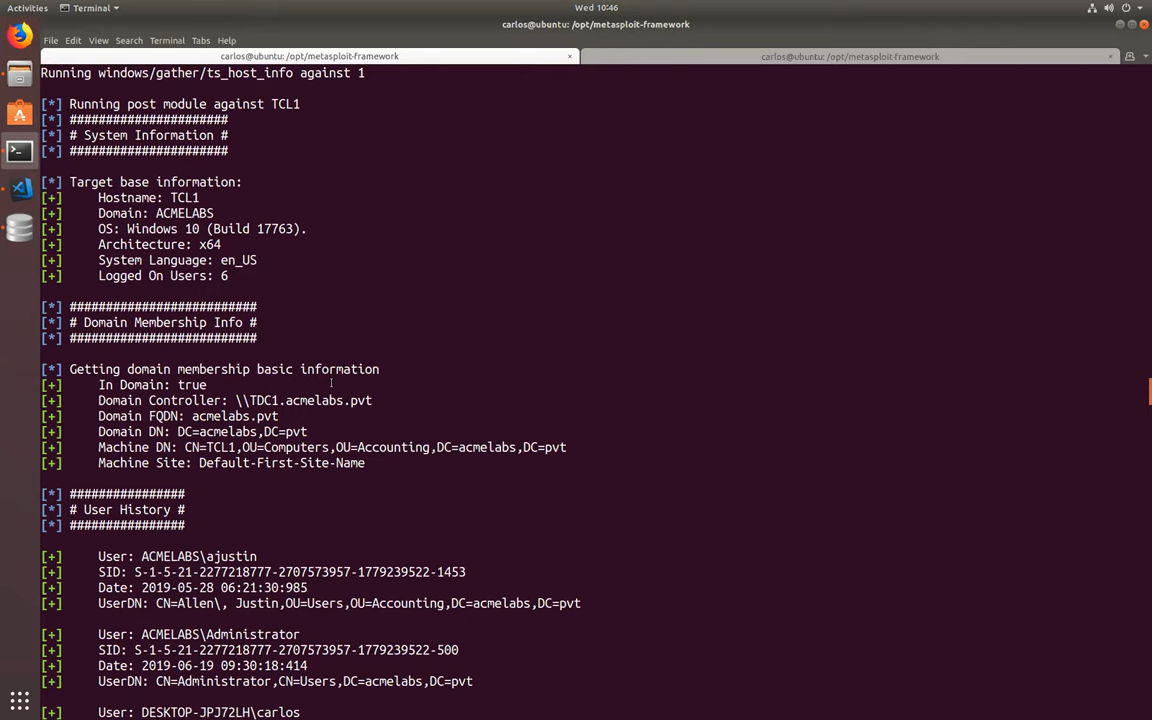 Activities
Terminal
Wed 10:46
carlos@ubuntu: /opt/metasploit-framework
File Edit View Search Terminal Tabs Help
carlos@ubuntu: /opt/metasploit-framework × carlos@ubuntu: /opt/metasploit-framework ×
Running windows/gather/ts_host_info against 1
[*] Running post module against TCL1
[*] ######################
[*] # System Information #
[*] ######################
[*] Target base information:
[+] Hostname: TCL1
[+] Domain: ACMELABS
[+] OS: Windows 10 (Build 17763).
[+] Architecture: x64
[+] System Language: en_US
[+] Logged On Users: 6
[*] ##########################
[*] # Domain Membership Info #
[*] ##########################
[*] Getting domain membership basic information
[+] In Domain: true
[+] Domain Controller: \\TDC1.acmelabs.pvt
[+] Domain FQDN: acmelabs.pvt
[+] Domain DN: DC=acmelabs,DC=pvt
[+] Machine DN: CN=TCL1,OU=Computers,OU=Accounting,DC=acmelabs,DC=pvt
[+] Machine Site: Default-First-Site-Name
[*] ################
[*] # User History #
[*] ################
[+] User: ACMELABS\ajustin
[+] SID: S-1-5-21-2277218777-2707573957-1779239522-1453
[+] Date: 2019-05-28 06:21:30:985
[+] UserDN: CN=Allen\, Justin,OU=Users,OU=Accounting,DC=acmelabs,DC=pvt
[+] User: ACMELABS\Administrator
[+] SID: S-1-5-21-2277218777-2707573957-1779239522-500
[+] Date: 2019-06-19 09:30:18:414
[+] UserDN: CN=Administrator,CN=Users,DC=acmelabs,DC=pvt
[+] User: DESKTOP-JPJ72LH\carlos